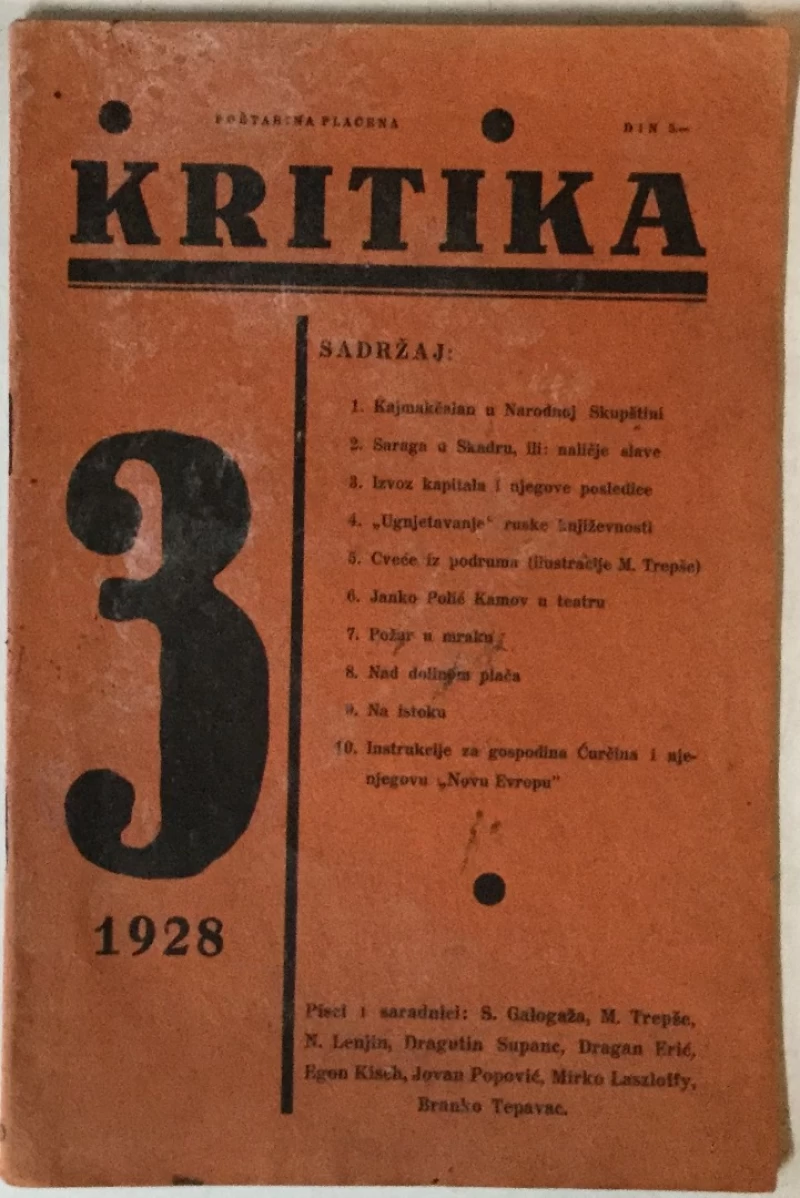 POŠTARINA PLAĆENA
DIN 5—
KRITIKA
3
1928
SADRŽAJ:
1. Kajmakčalan u Narodnoj Skupštini
2. Saraga u Skadru, ili: naličje slave
3. Izvoz kapitala i njegove posledice
4. „Ugnjetavanje“ ruske književnosti
5. Cveće iz podruma (ilustracije M. Trepše)
6. Janko Polić Kamov u teatru
7. Požar u mraku
8. Nad dolinom plača
9. Na istoku
10. Instrukcije za gospodina Ćurčina i nje-
njegovu „Novu Evropu”
Pisci i saradnici: S. Galogaža, M. Trepše,
N. Lenjin, Dragutin Supanc, Dragan Erić,
Egon Kisch, Jovan Popović, Mirko Laszloffy,
Branko Tepavac.